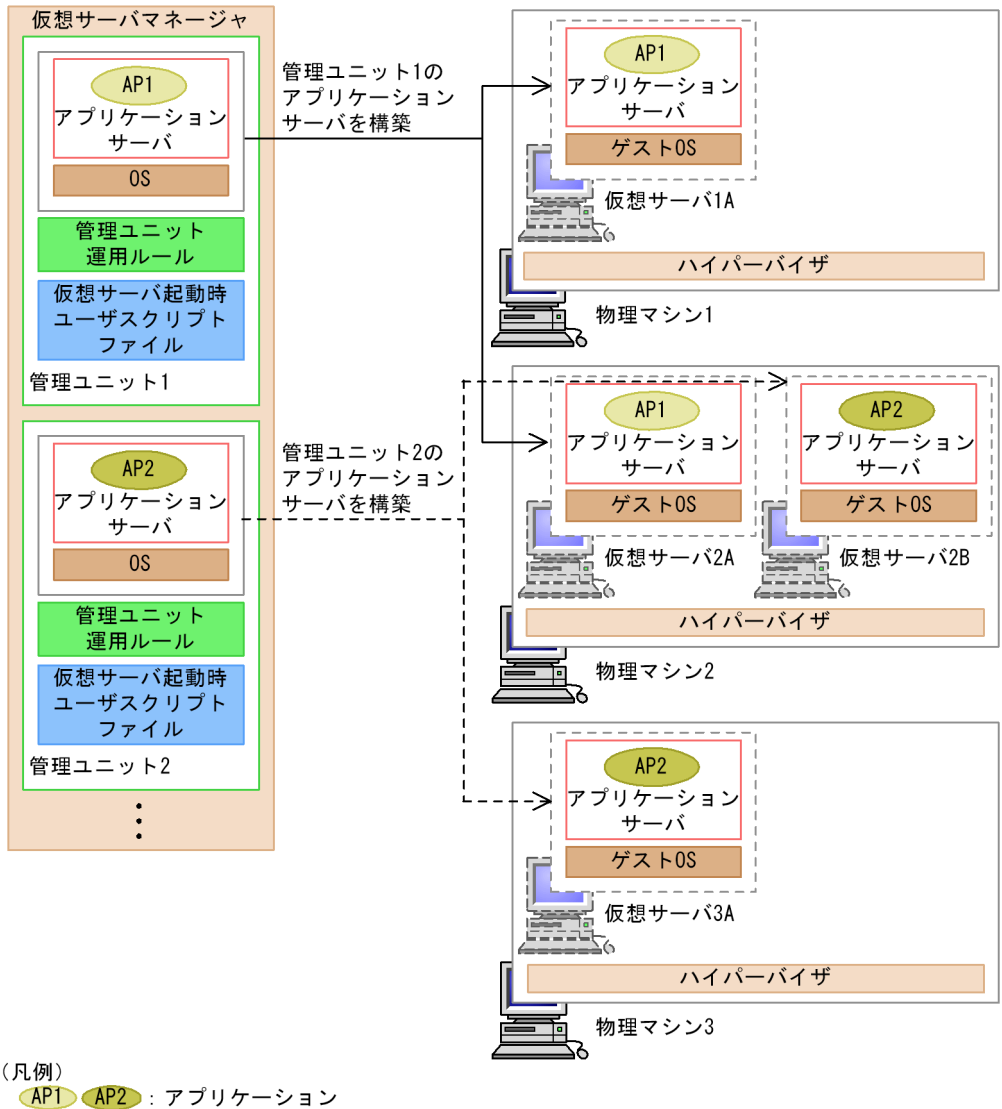 仮想サーバマネージャ
AP1
アプリケーション
サーバ
OS
管理ユニット
運用ルール
仮想サーバ起動時
ユーザスクリプト
ファイル
管理ユニット1
AP2
アプリケーション
サーバ
OS
管理ユニット
運用ルール
仮想サーバ起動時
ユーザスクリプト
ファイル
管理ユニット2
管理ユニット1の
アプリケーション
サーバを構築
管理ユニット2の
アプリケーション
サーバを構築
AP1
アプリケーション
サーバ
ゲストOS
仮想サーバ1A
ハイパーバイザ
物理マシン1
AP1
アプリケーション
サーバ
ゲストOS
仮想サーバ2A
AP2
アプリケーション
サーバ
ゲストOS
仮想サーバ2B
ハイパーバイザ
物理マシン2
AP2
アプリケーション
サーバ
ゲストOS
仮想サーバ3A
ハイパーバイザ
物理マシン3
(凡例)
AP1 AP2 : アプリケーション